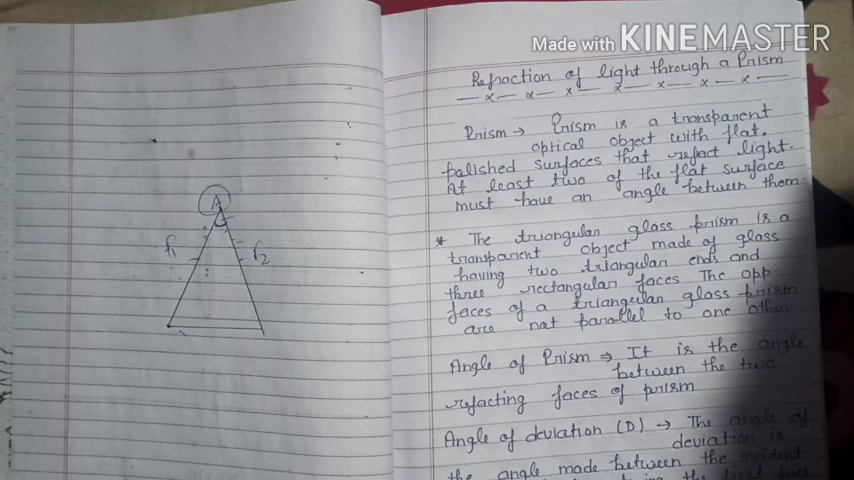 Made with KINEMASTER
A
f1
f2
Refraction of light through a Prism
— x — x — x — x — x — x — x — x —
Prism → Prism is a transparent
optical object with flat.
polished surfaces that refract light.
At least two of the flat surface
must have an angle between them
* The triangular glass prism is a
transparent object made of glass
having two triangular ends and
three rectangular faces The opp.
faces of a triangular glass prism
are not parallel to one other
Angle of Prism ⇒ It is the angle
between the two
refacting faces of prism
Angle of deviation (D) → The angle of
deviation is
the angle made between the incident
the first face